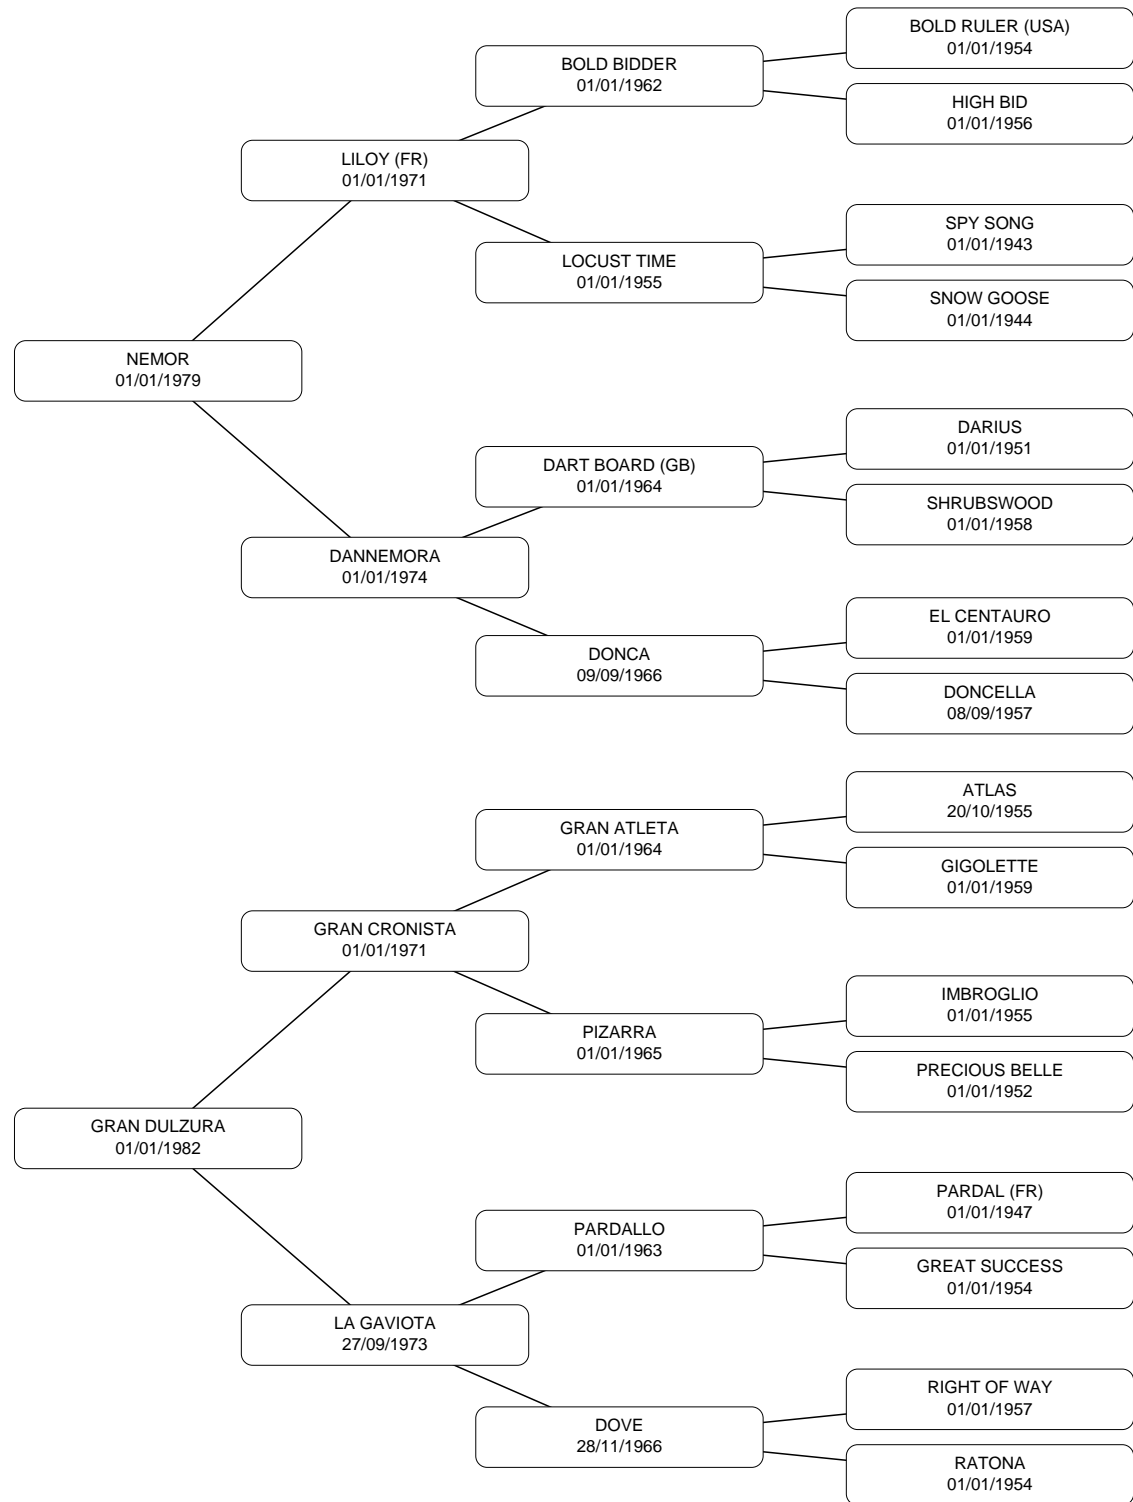 BOLD RULER (USA)
01/01/1954
BOLD BIDDER
01/01/1962
HIGH BID
01/01/1956
LILOY (FR)
01/01/1971
SPY SONG
01/01/1943
LOCUST TIME
01/01/1955
SNOW GOOSE
01/01/1944
NEMOR
01/01/1979
DARIUS
01/01/1951
DART BOARD (GB)
01/01/1964
SHRUBSWOOD
01/01/1958
DANNEMORA
01/01/1974
EL CENTAURO
01/01/1959
DONCA
09/09/1966
DONCELLA
08/09/1957
ATLAS
20/10/1955
GRAN ATLETA
01/01/1964
GIGOLETTE
01/01/1959
GRAN CRONISTA
01/01/1971
IMBROGLIO
01/01/1955
PIZARRA
01/01/1965
PRECIOUS BELLE
01/01/1952
GRAN DULZURA
01/01/1982
PARDAL (FR)
01/01/1947
PARDALLO
01/01/1963
GREAT SUCCESS
01/01/1954
LA GAVIOTA
27/09/1973
RIGHT OF WAY
01/01/1957
DOVE
28/11/1966
RATONA
01/01/1954